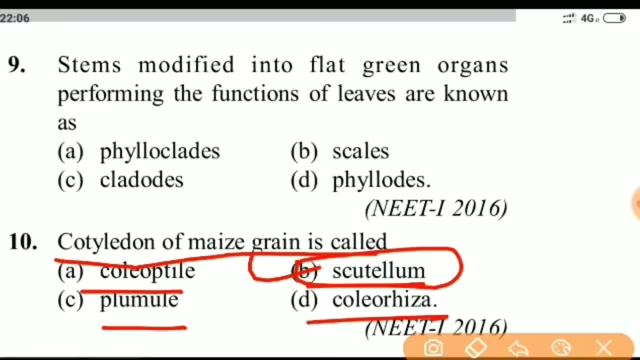 22:06
4G
9. Stems modified into flat green organs
performing the functions of leaves are known
as
(a) phylloclades (b) scales
(c) cladodes (d) phyllodes.
(NEET-I 2016)
10. Cotyledon of maize grain is called
(a) coleoptile (b) scutellum
(c) plumule (d) coleorhiza.
(NEET-I 2016)